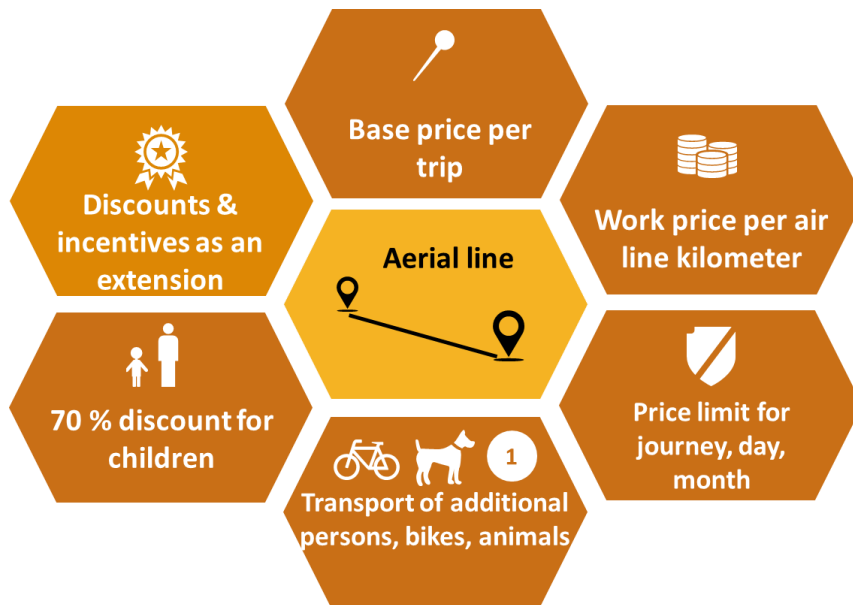 Base price per
trip
Discounts &
incentives as an
extension
Work price per air
line kilometer
Aerial line
70 % discount for
children
Price limit for
journey, day,
month
1
Transport of additional
persons, bikes, animals